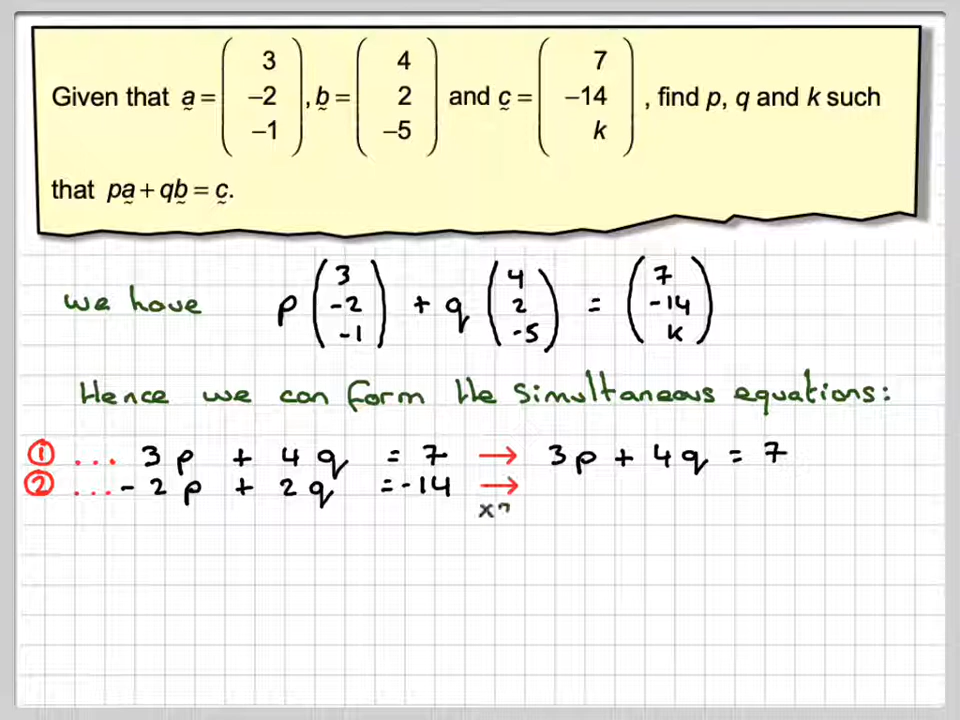 Given that a = ( 3 –2 –1 ), b = ( 4 2 –5 ) and c = ( 7 –14 k ), find p, q and k such
that pa + qb = c.
we have p ( 3 -2 -1 ) + q ( 4 2 -5 ) = ( 7 -14 k )
Hence we can form the simultaneous equations:
① ... 3p + 4q = 7 → 3p + 4q = 7
② ... -2p + 2q = -14 →